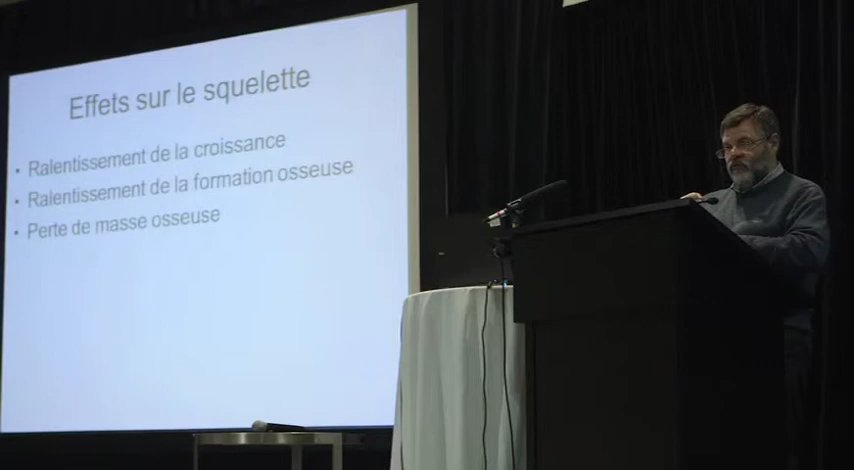 Effets sur le squelette
• Ralentissement de la croissance
• Ralentissement de la formation osseuse
• Perte de masse osseuse